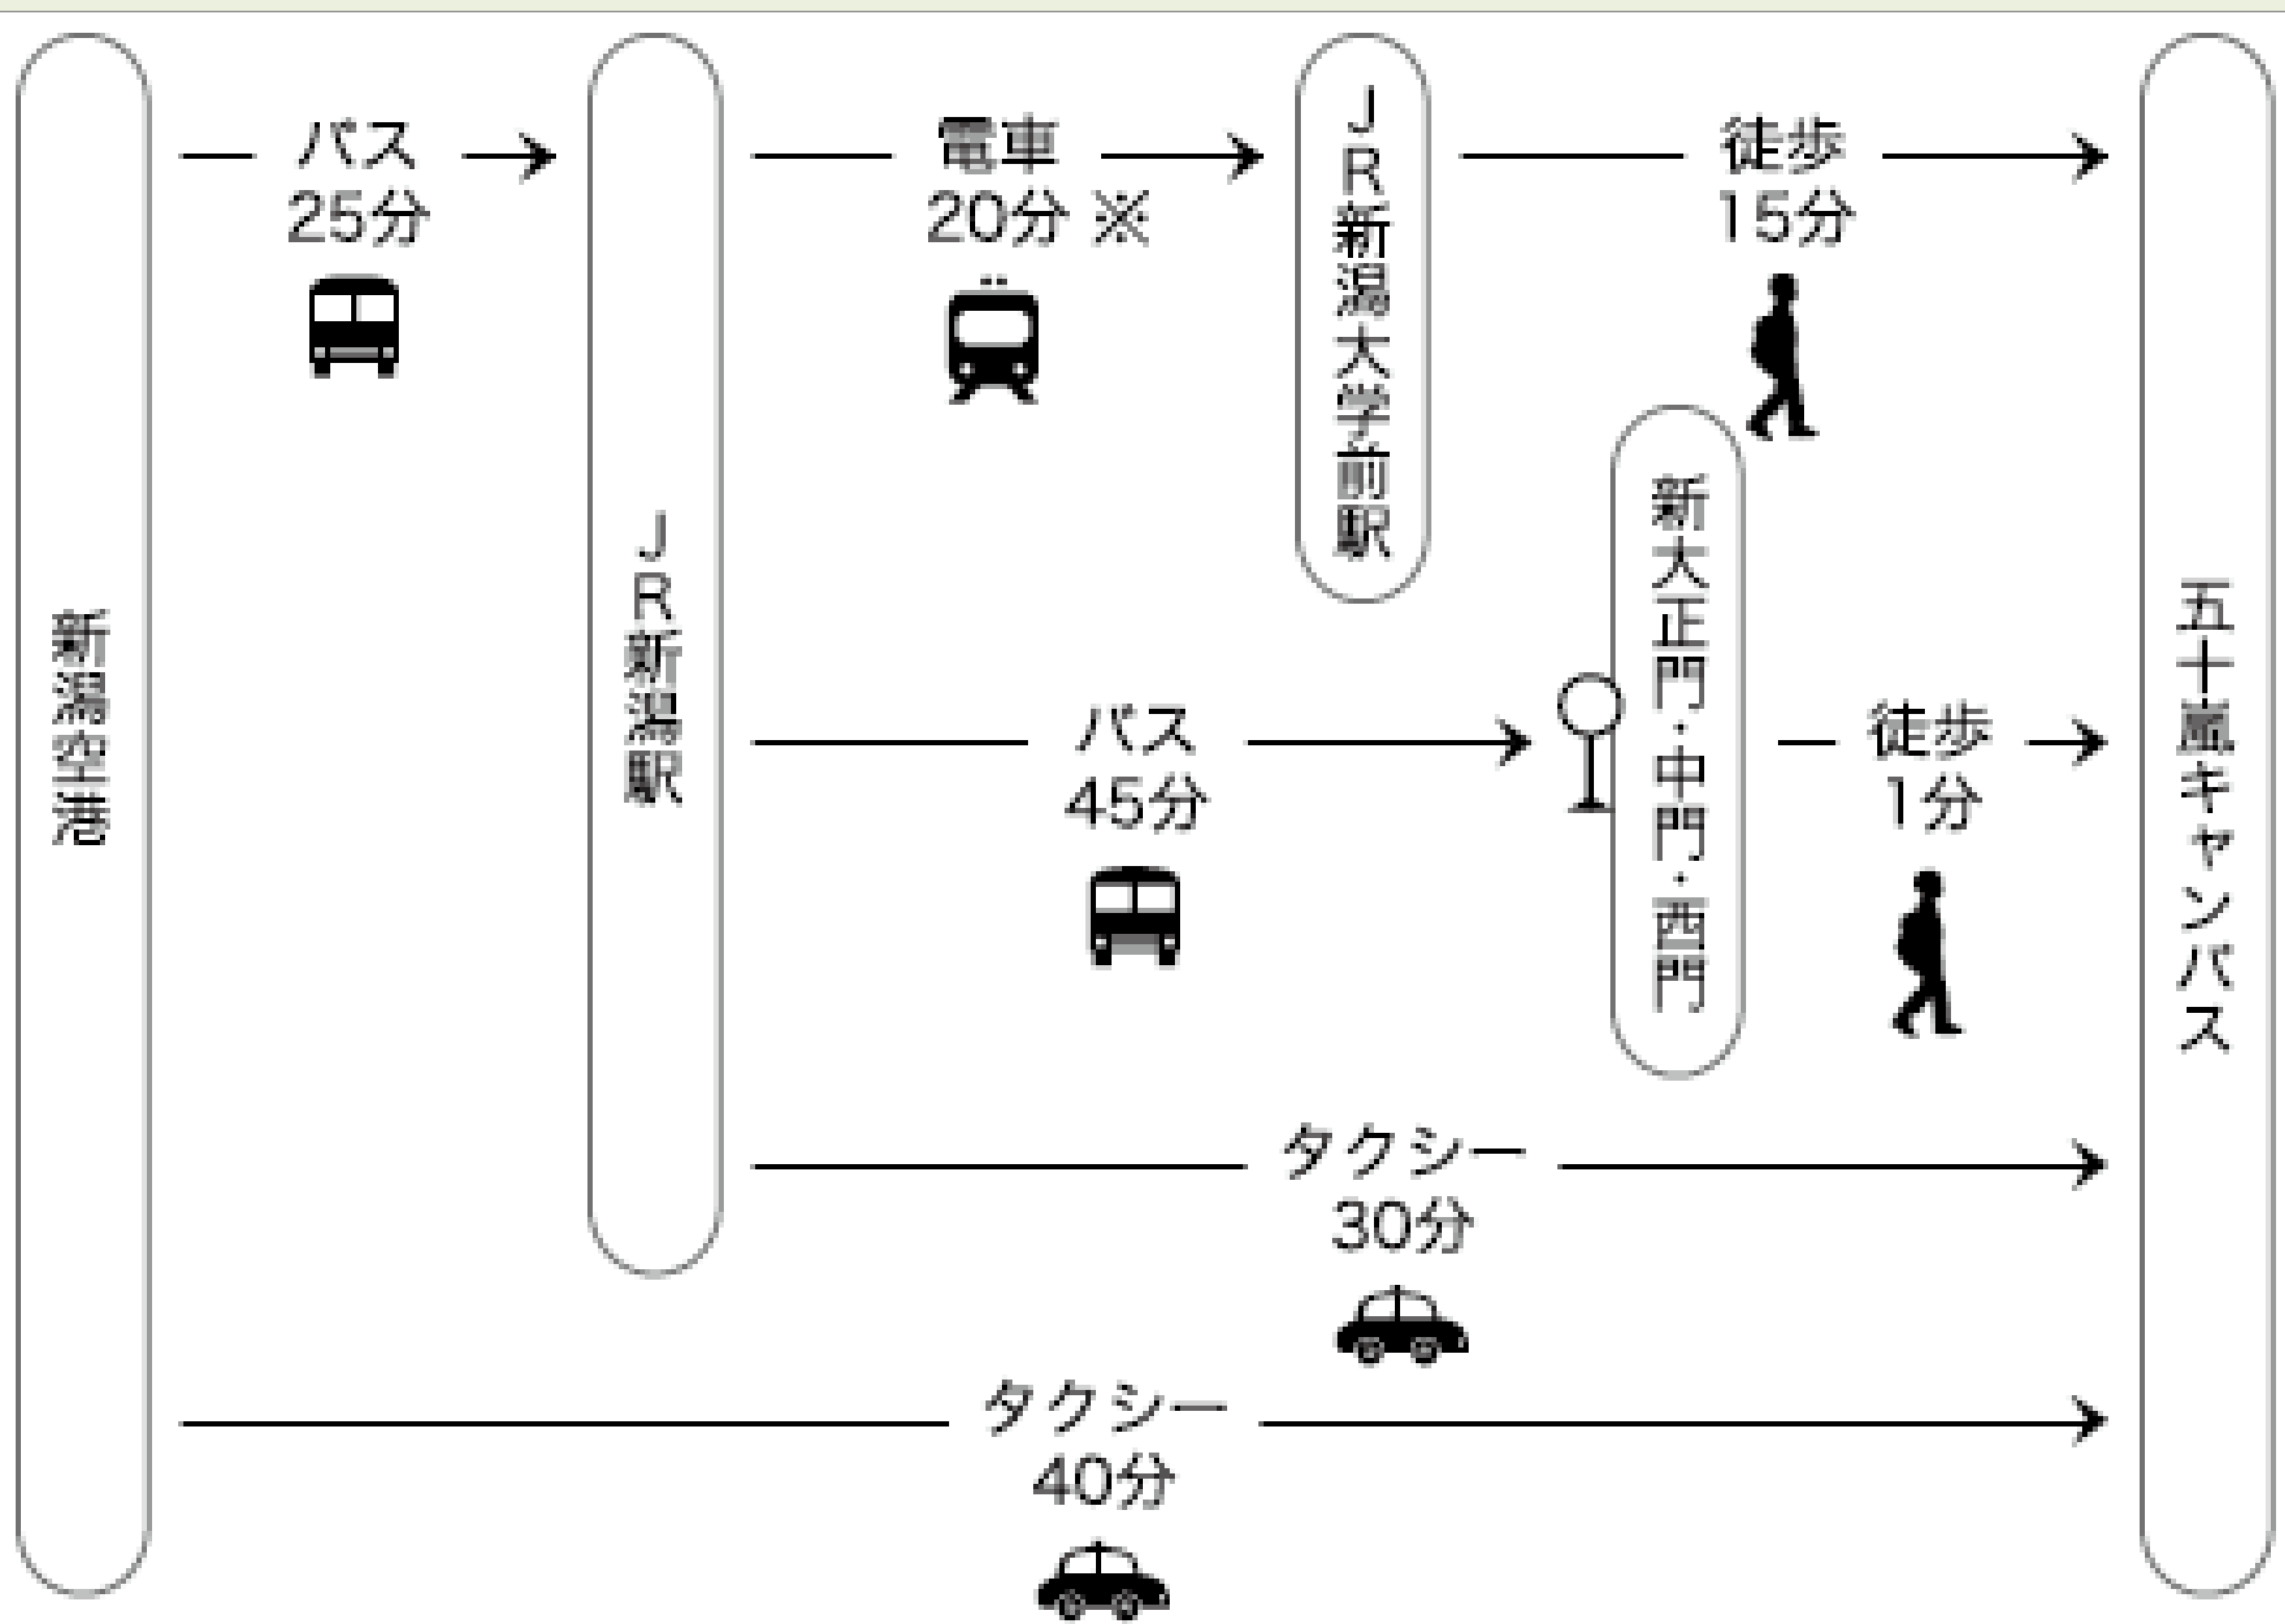 新潟空港
バス
25分
JR新潟駅
電車
20分 ※
JR新潟大学前駅
徒歩
15分
バス
45分
新大正門・中門・西門
徒歩
1分
タクシー
30分
タクシー
40分
五十嵐キャンパス